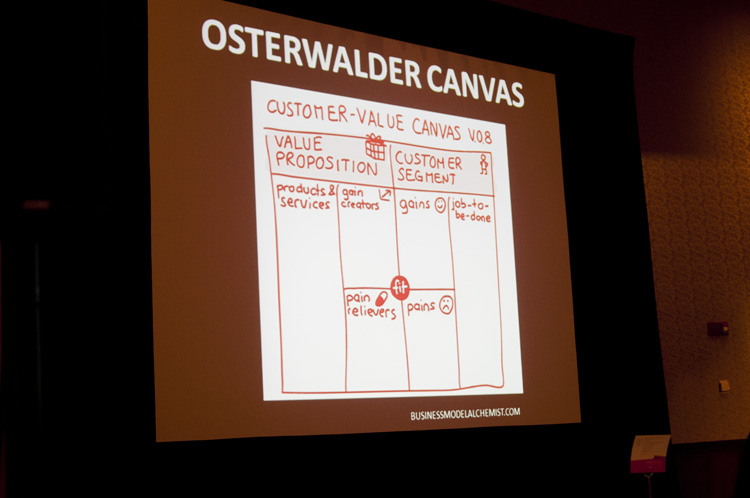 OSTERWALDER CANVAS
CUSTOMER-VALUE CANVAS V.0.8
VALUE
PROPOSITION
CUSTOMER
SEGMENT
products &
services
gain
creators
gains
job-to-
be-done
fit
pain
relievers
pains
BUSINESSMODELALCHEMIST.COM